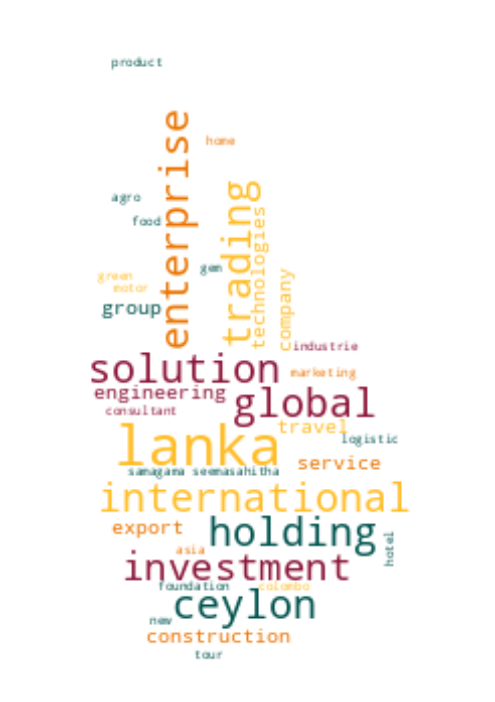 product
enterprise
home
trading
agro
technologies
food
gem
company
green
motor
group
industrie
solution
marketing
engineering
global
consultant
travel
lanka
logistic
service
samagama seemasahitha
international
holding
export
hotel
asia
investment
foundation
colombo
ceylon
new
construction
tour